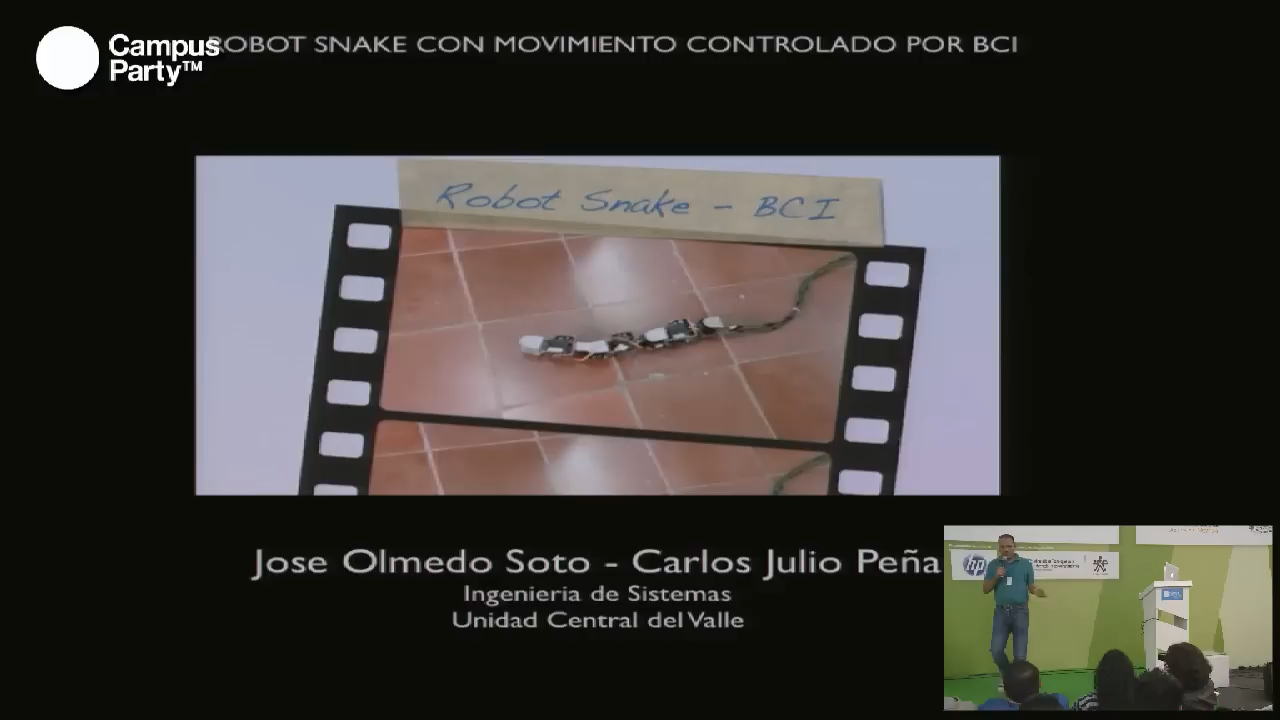 Campus
Party™
ROBOT SNAKE CON MOVIMIENTO CONTROLADO POR BCI
Robot Snake - BCI
Jose Olmedo Soto - Carlos Julio Peña
Ingenieria de Sistemas
Unidad Central del Valle
hp